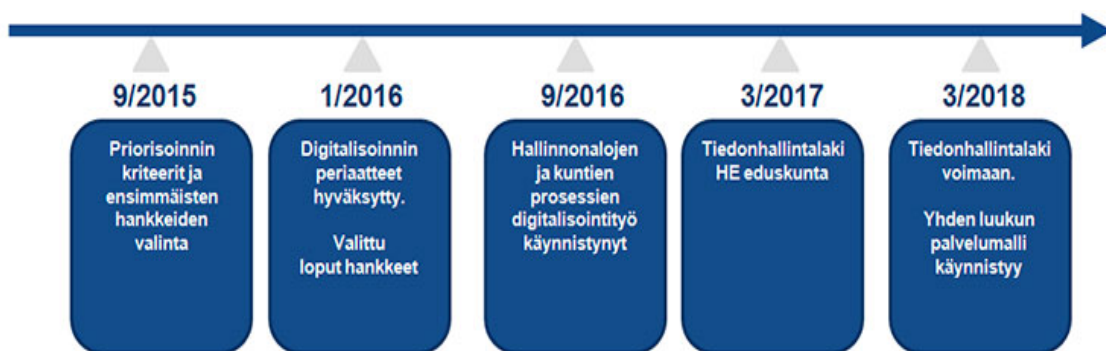 9/2015
Priorisoinnin
kriteerit ja
ensimmäisten
hankkeiden
valinta
1/2016
Digitalisoinnin
periaatteet
hyväksytty.
Valittu
loput hankkeet
9/2016
Hallinnonalojen
ja kuntien
prosessien
digitalisointityö
käynnistynyt
3/2017
Tiedonhallintalaki
HE eduskunta
3/2018
Tiedonhallintalaki
voimaan.
Yhden luukun
palvelumalli
käynnistyy